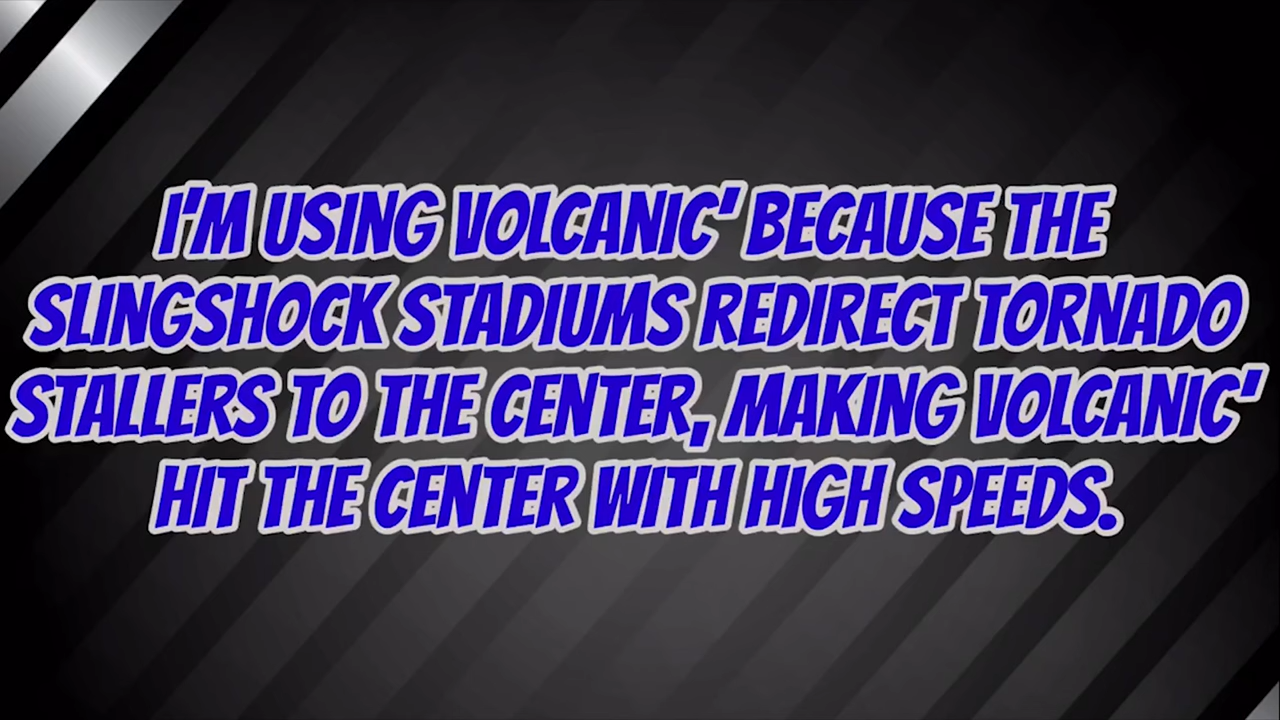 I'M USING VOLCANIC' BECAUSE THE
SLINGSHOCK STADIUMS REDIRECT TORNADO
STALLERS TO THE CENTER, MAKING VOLCANIC'
HIT THE CENTER WITH HIGH SPEEDS.